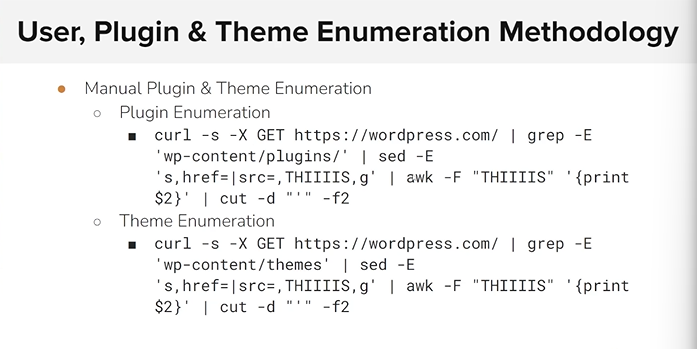 User, Plugin & Theme Enumeration Methodology
● Manual Plugin & Theme Enumeration
○ Plugin Enumeration
■ curl -s -X GET https://wordpress.com/ | grep -E
'wp-content/plugins/' | sed -E
's,href=|src=,THIIIIS,g' | awk -F "THIIIIS" '{print
$2}' | cut -d "'" -f2
○ Theme Enumeration
■ curl -s -X GET https://wordpress.com/ | grep -E
'wp-content/themes' | sed -E
's,href=|src=,THIIIIS,g' | awk -F "THIIIIS" '{print
$2}' | cut -d "'" -f2